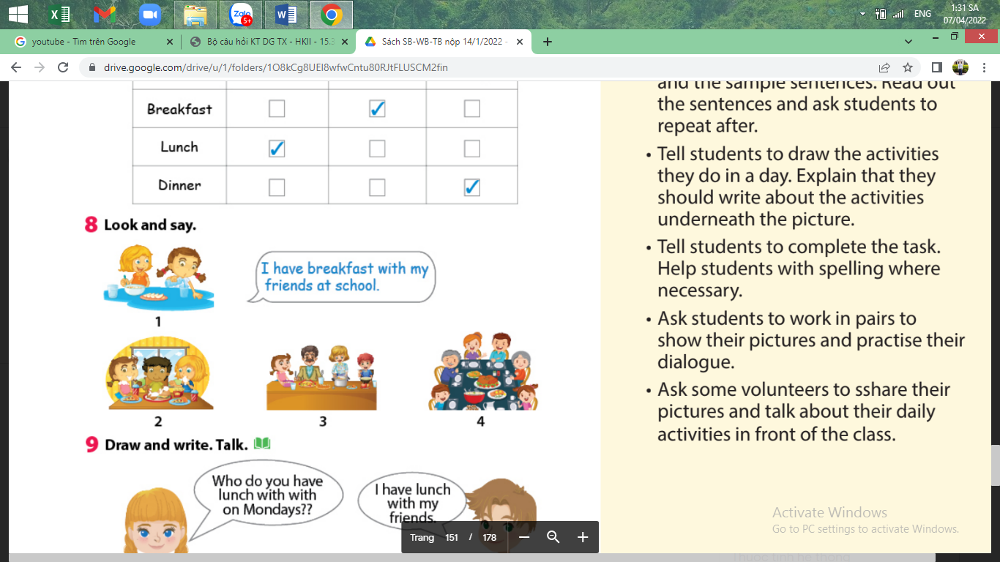 ENG
1:31 SA
07/04/2022
Zalo
5+
youtube - Tìm trên Google
Bộ câu hỏi KT DG TX - HKII - 15.3
Sách SB-WB-TB nộp 14/1/2022 -
drive.google.com/drive/u/1/folders/1O8kCg8UEI8wfwCntu80RJtFLUSCM2fin
Breakfast
Lunch
Dinner
8 Look and say.
I have breakfast with my
friends at school.
1
2
3
4
9 Draw and write. Talk.
Who do you have
lunch with with
on Mondays??
I have lunch
with my
friends.
and the sample sentences. Read out
the sentences and ask students to
repeat after.
• Tell students to draw the activities
they do in a day. Explain that they
should write about the activities
underneath the picture.
• Tell students to complete the task.
Help students with spelling where
necessary.
• Ask students to work in pairs to
show their pictures and practise their
dialogue.
• Ask some volunteers to sshare their
pictures and talk about their daily
activities in front of the class.
Trang 151 / 178
Activate Windows
Go to PC settings to activate Windows.
Thuộc tính hệ thống